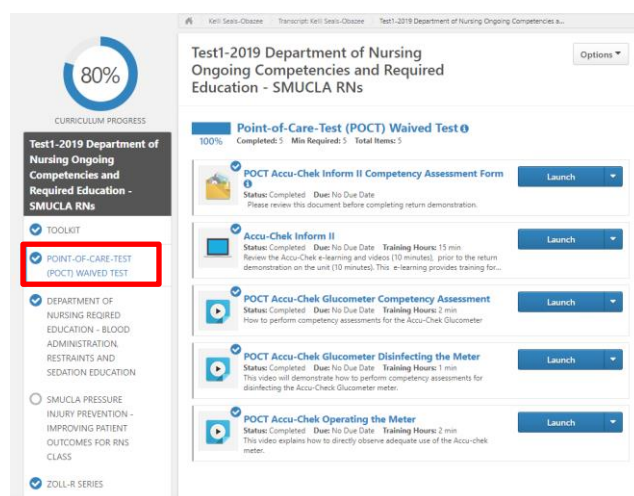 Kelli Seals-Obazee Transcript: Kelli Seals-Obazee Test1-2019 Department of Nursing Ongoing Competencies a...
80%
CURRICULUM PROGRESS
Test1-2019 Department of
Nursing Ongoing
Competencies and
Required Education -
SMUCLA RNs
TOOLKIT
POINT-OF-CARE-TEST
(POCT) WAIVED TEST
DEPARTMENT OF
NURSING REQIRED
EDUCATION - BLOOD
ADMINISTRATION,
RESTRAINTS AND
SEDATION EDUCATION
SMUCLA PRESSURE
INJURY PREVENTION -
IMPROVING PATIENT
OUTCOMES FOR RNS
CLASS
ZOLL-R SERIES
Test1-2019 Department of Nursing
Ongoing Competencies and Required
Education - SMUCLA RNs
Options
Point-of-Care-Test (POCT) Waived Test
100% Completed: 5 Min Required: 5 Total Items: 5
POCT Accu-Chek Inform II Competency Assessment Form
Status: Completed Due: No Due Date
Please review this document before completing return demonstration.
Launch
Accu-Chek Inform II
Status: Completed Due: No Due Date Training Hours: 15 min
Review the Accu-Chek e-learning and videos (10 minutes), prior to the return
demonstration on the unit (10 minutes). This e-learning provides training for...
Launch
POCT Accu-Chek Glucometer Competency Assessment
Status: Completed Due: No Due Date Training Hours: 2 min
How to perform competency assessments for the Accu-Chek Glucometer
Launch
POCT Accu-Chek Glucometer Disinfecting the Meter
Status: Completed Due: No Due Date Training Hours: 1 min
This video will demonstrate how to perform competency assessments for
disinfecting the Accu-Check Glucometer meter.
Launch
POCT Accu-Chek Operating the Meter
Status: Completed Due: No Due Date Training Hours: 2 min
This video explains how to directly observe adequate use of the Accu-chek
meter.
Launch